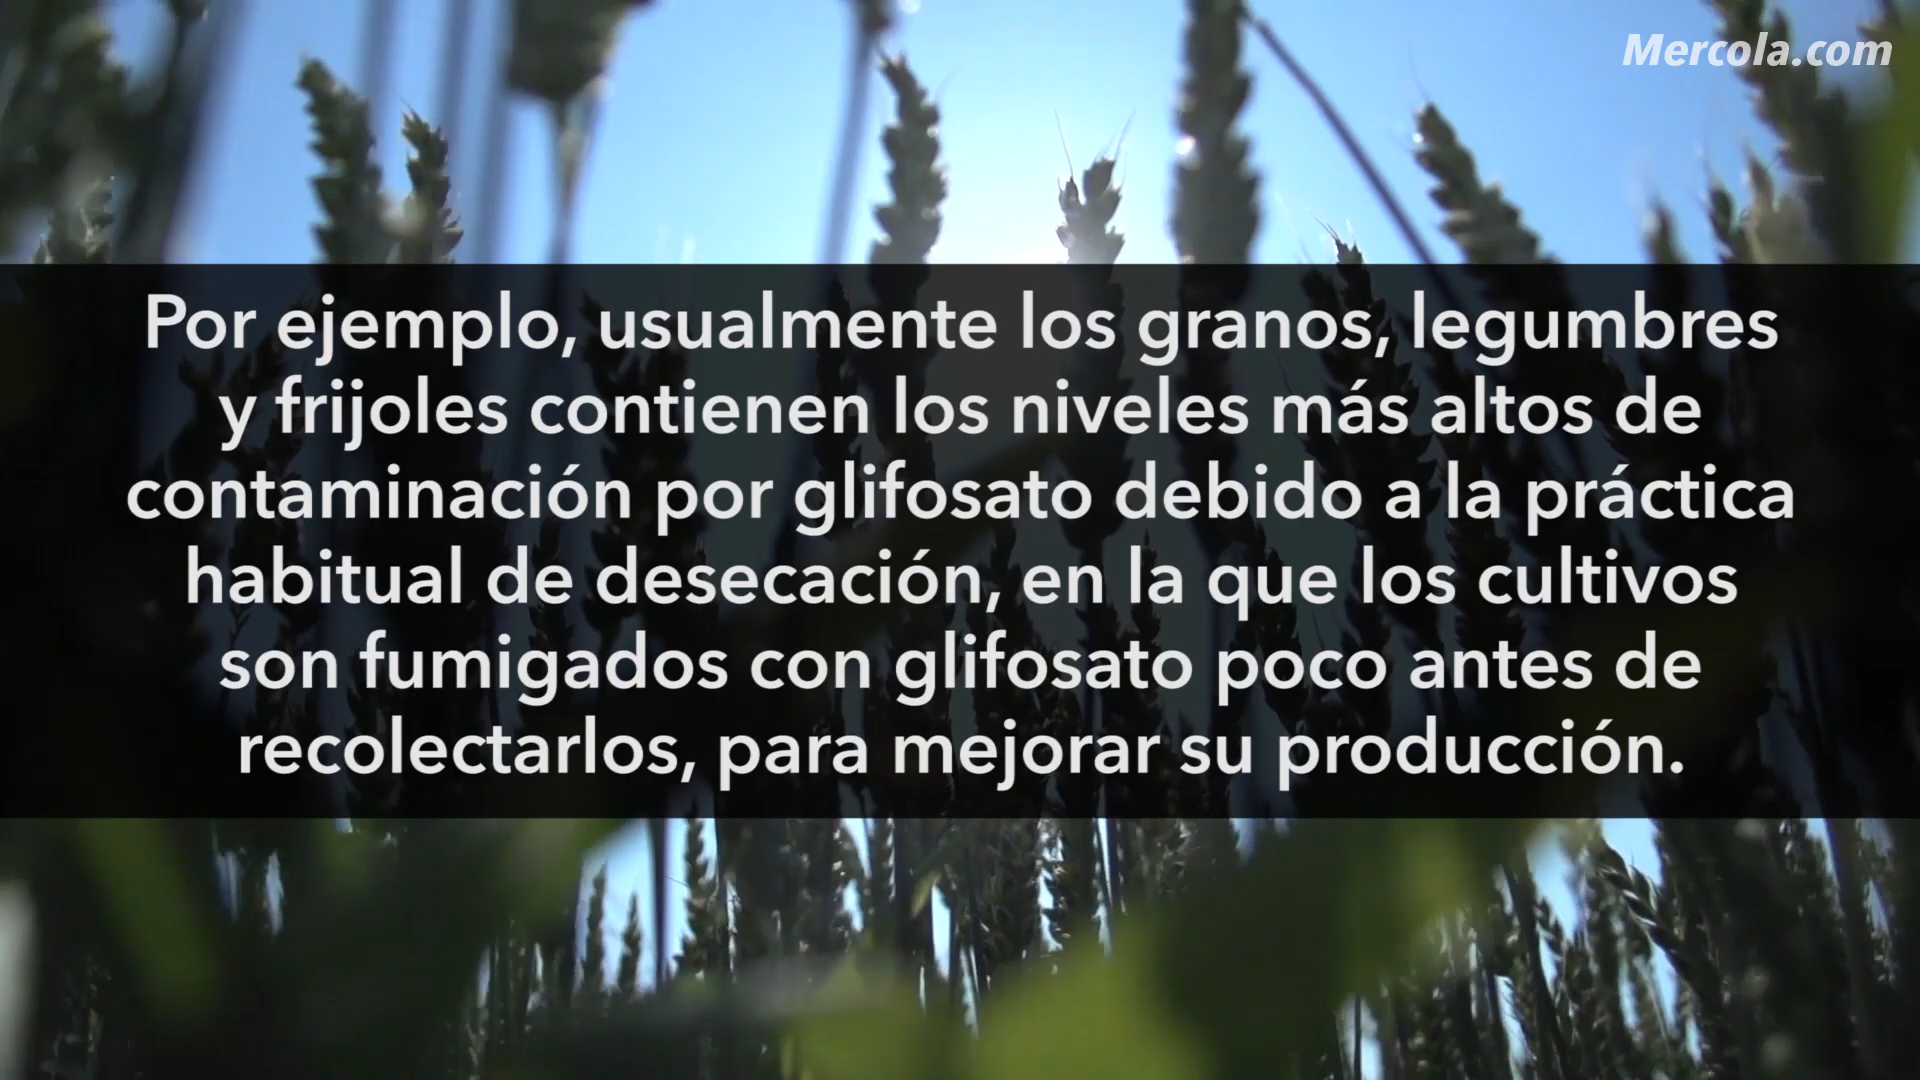 Mercola.com
Por ejemplo, usualmente los granos, legumbres
y frijoles contienen los niveles más altos de
contaminación por glifosato debido a la práctica
habitual de desecación, en la que los cultivos
son fumigados con glifosato poco antes de
recolectarlos, para mejorar su producción.